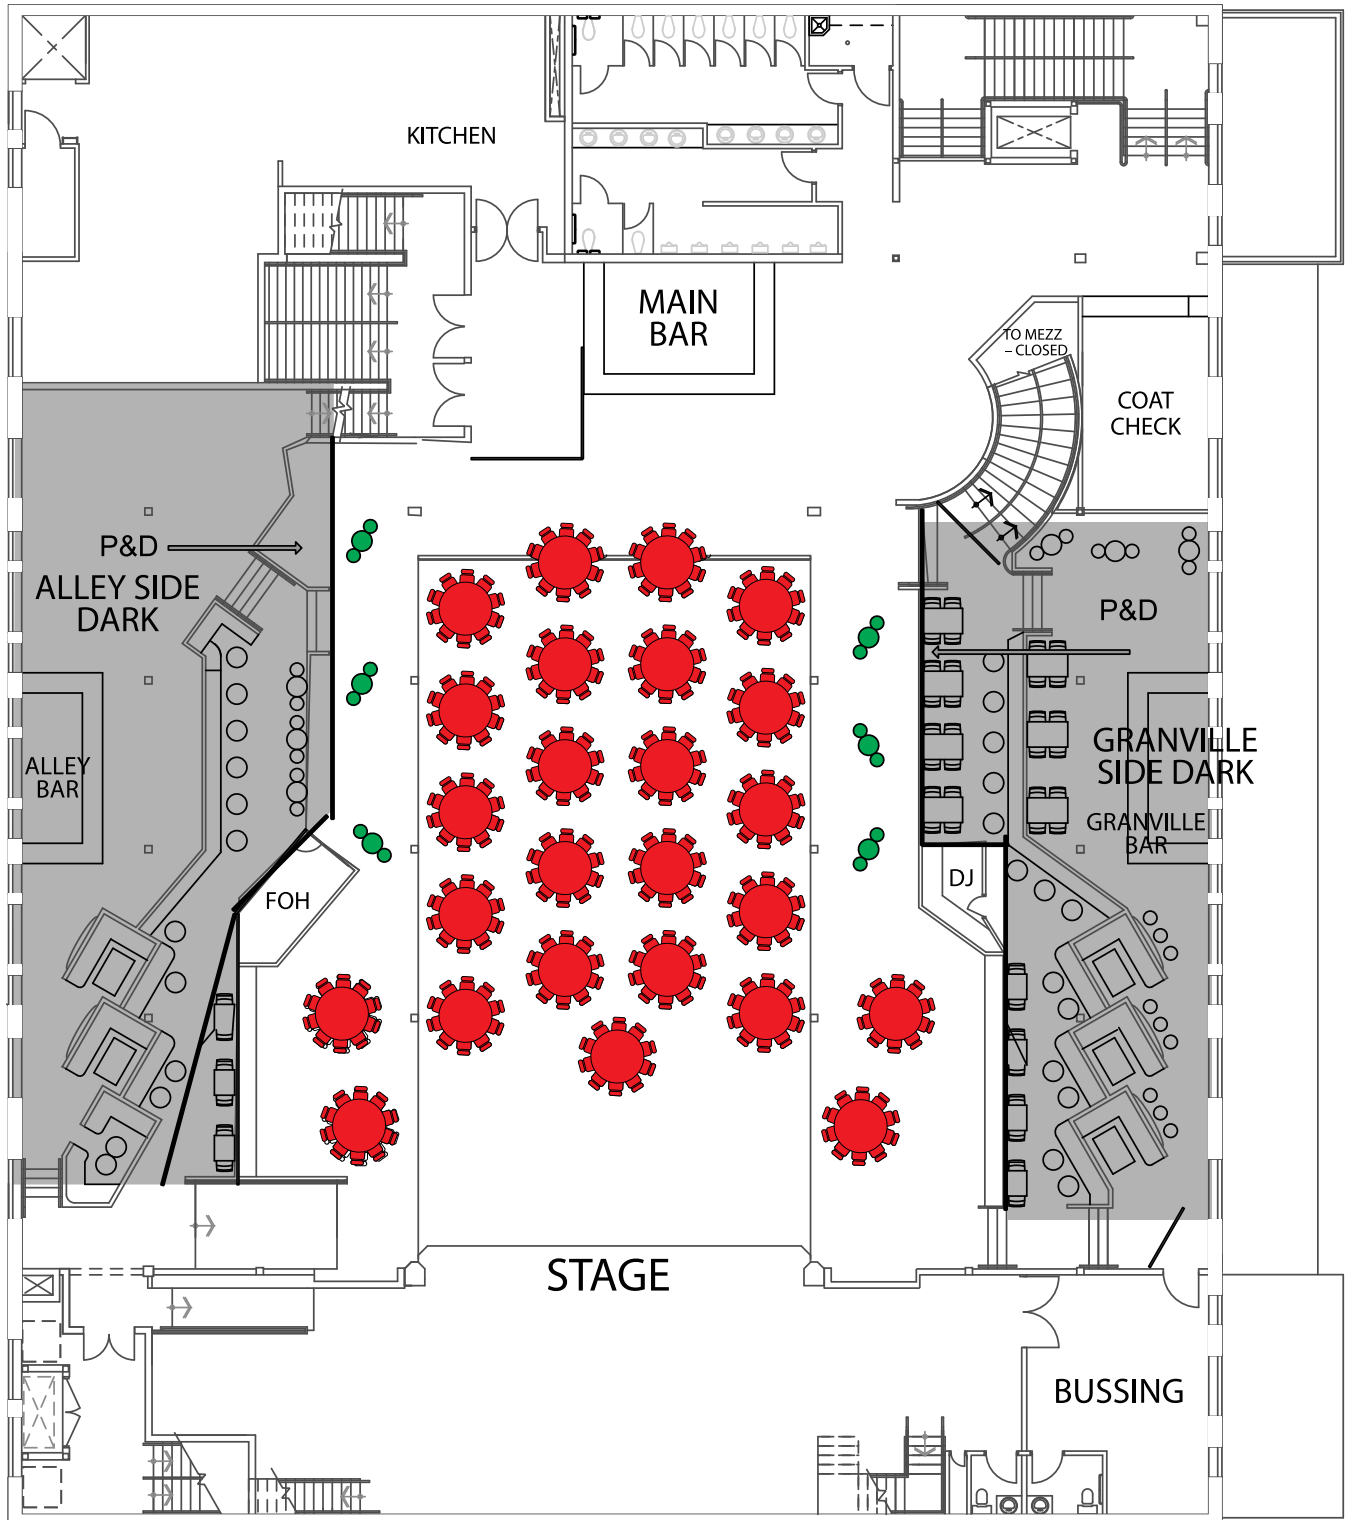 KITCHEN
MAIN
BAR
TO MEZZ
– CLOSED
COAT
CHECK
P&D
ALLEY SIDE
DARK
P&D
ALLEY
BAR
GRANVILLE
SIDE DARK
GRANVILLE
BAR
FOH
DJ
STAGE
BUSSING